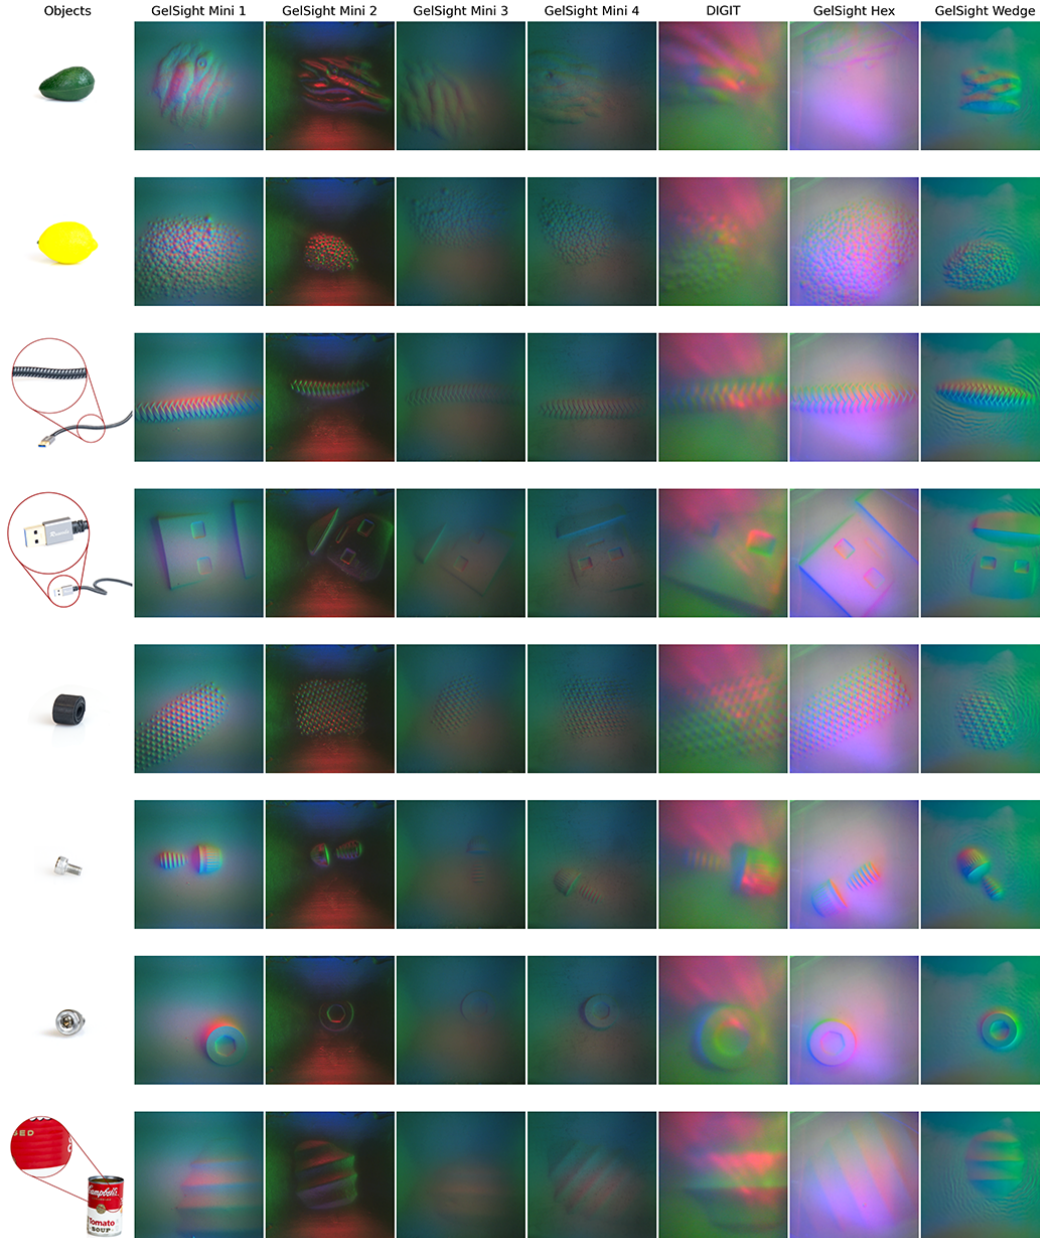 Objects
GelSight Mini 1
GelSight Mini 2
GelSight Mini 3
GelSight Mini 4
DIGIT
GelSight Hex
GelSight Wedge
SED
Campbell's
Tomato
SOUP